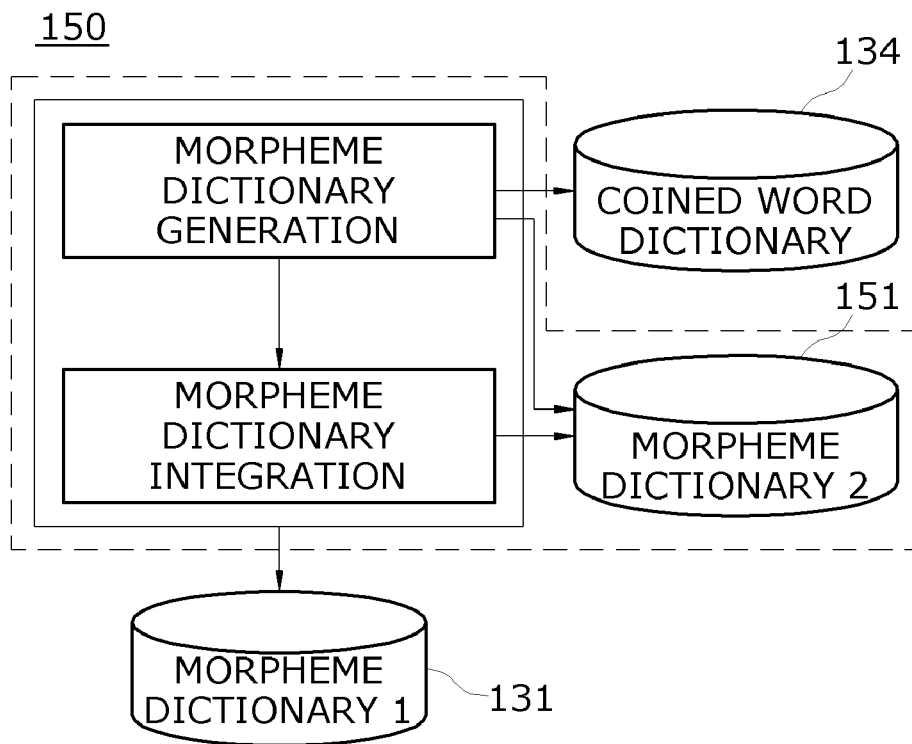 150
134
MORPHEME
DICTIONARY
GENERATION
COINED WORD
DICTIONARY
151
MORPHEME
DICTIONARY
INTEGRATION
MORPHEME
DICTIONARY 2
MORPHEME
DICTIONARY 1
131